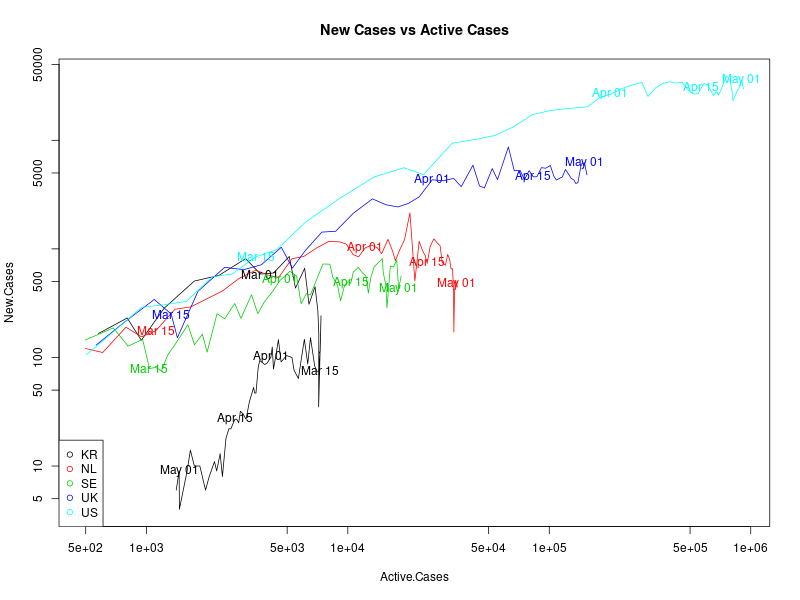 New Cases vs Active Cases
50000
5000
500
100
50
10
5
New.Cases
May 01
Apr 15
Apr 01
May 01
Apr 15
Apr 01
Apr 01
Mar 15
Apr 15
Mar 01
Apr 01
Apr 15
May 01
May 01
Mar 15
Mar 15
Apr 01
Mar 15
Mar 15
Apr 15
May 01
KR
NL
SE
UK
US
5e+02 1e+03 5e+03 1e+04 5e+04 1e+05 5e+05 1e+06
Active.Cases